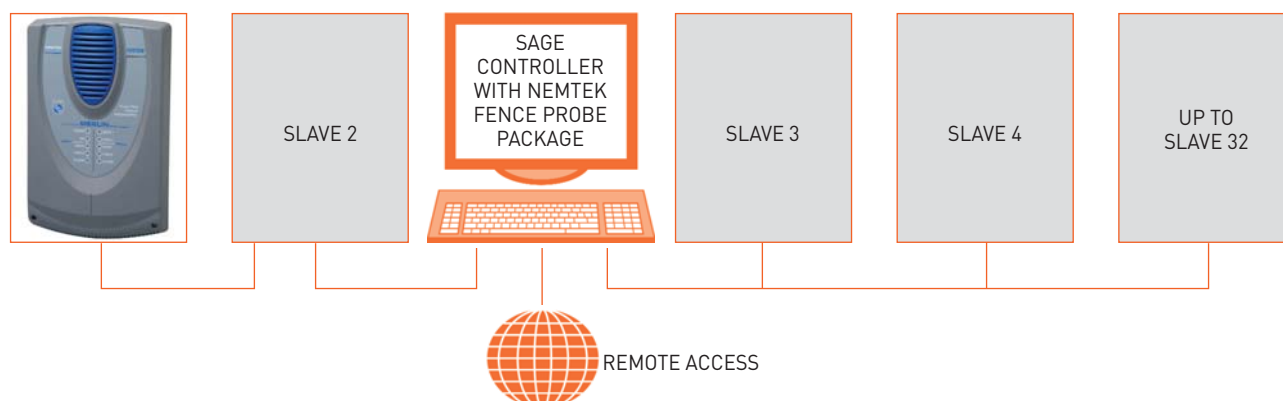 MERLIN
SLAVE 2
SAGE
CONTROLLER
WITH NEMTEK
FENCE PROBE
PACKAGE
SLAVE 3
SLAVE 4
UP TO
SLAVE 32
REMOTE ACCESS